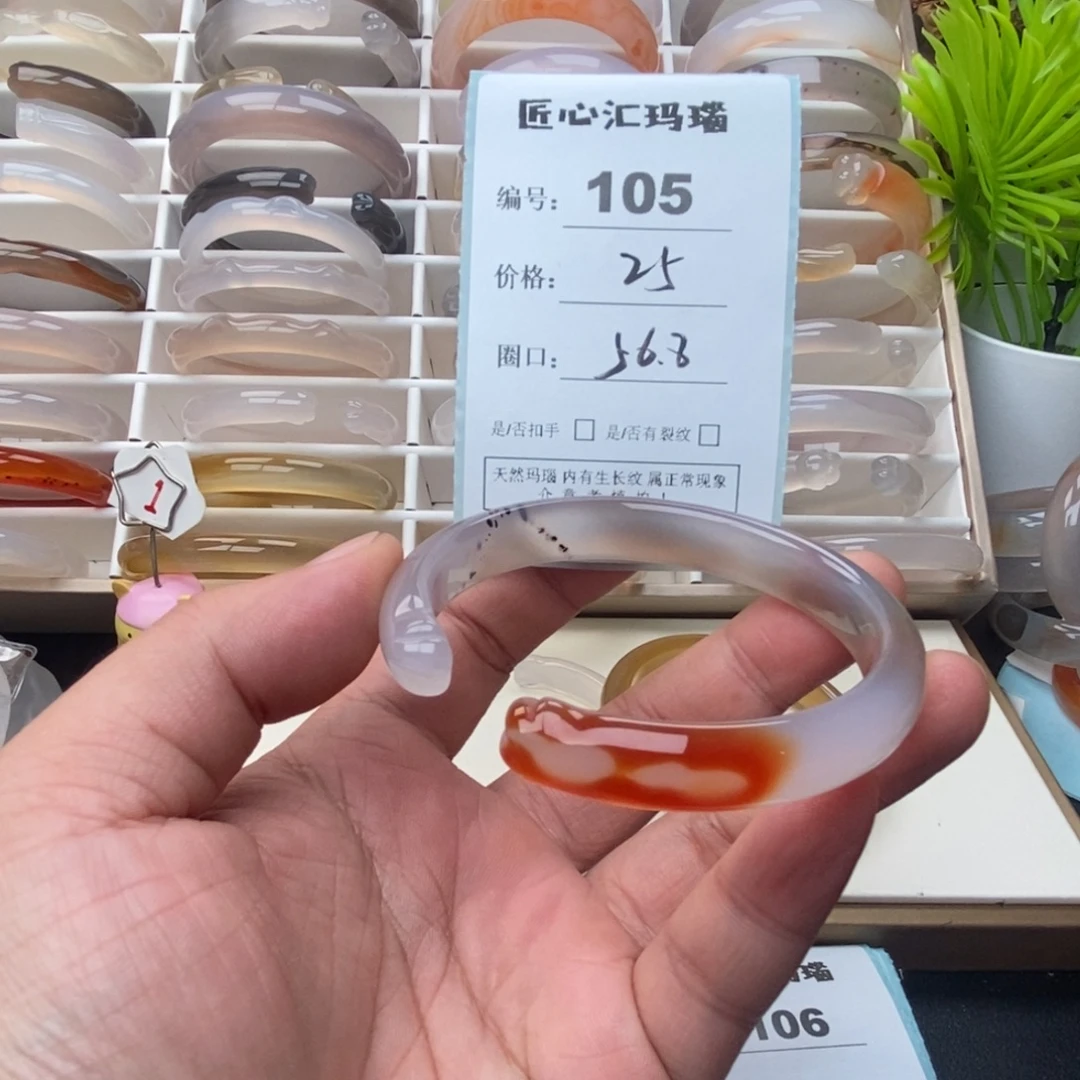 匠心汇玛瑙
编号： 105
价格： 25
圈口： 56.8
是/否扣手 □ 是/否有裂纹 □
天然玛瑙 内有生长纹 属正常现象
1
瑙
106